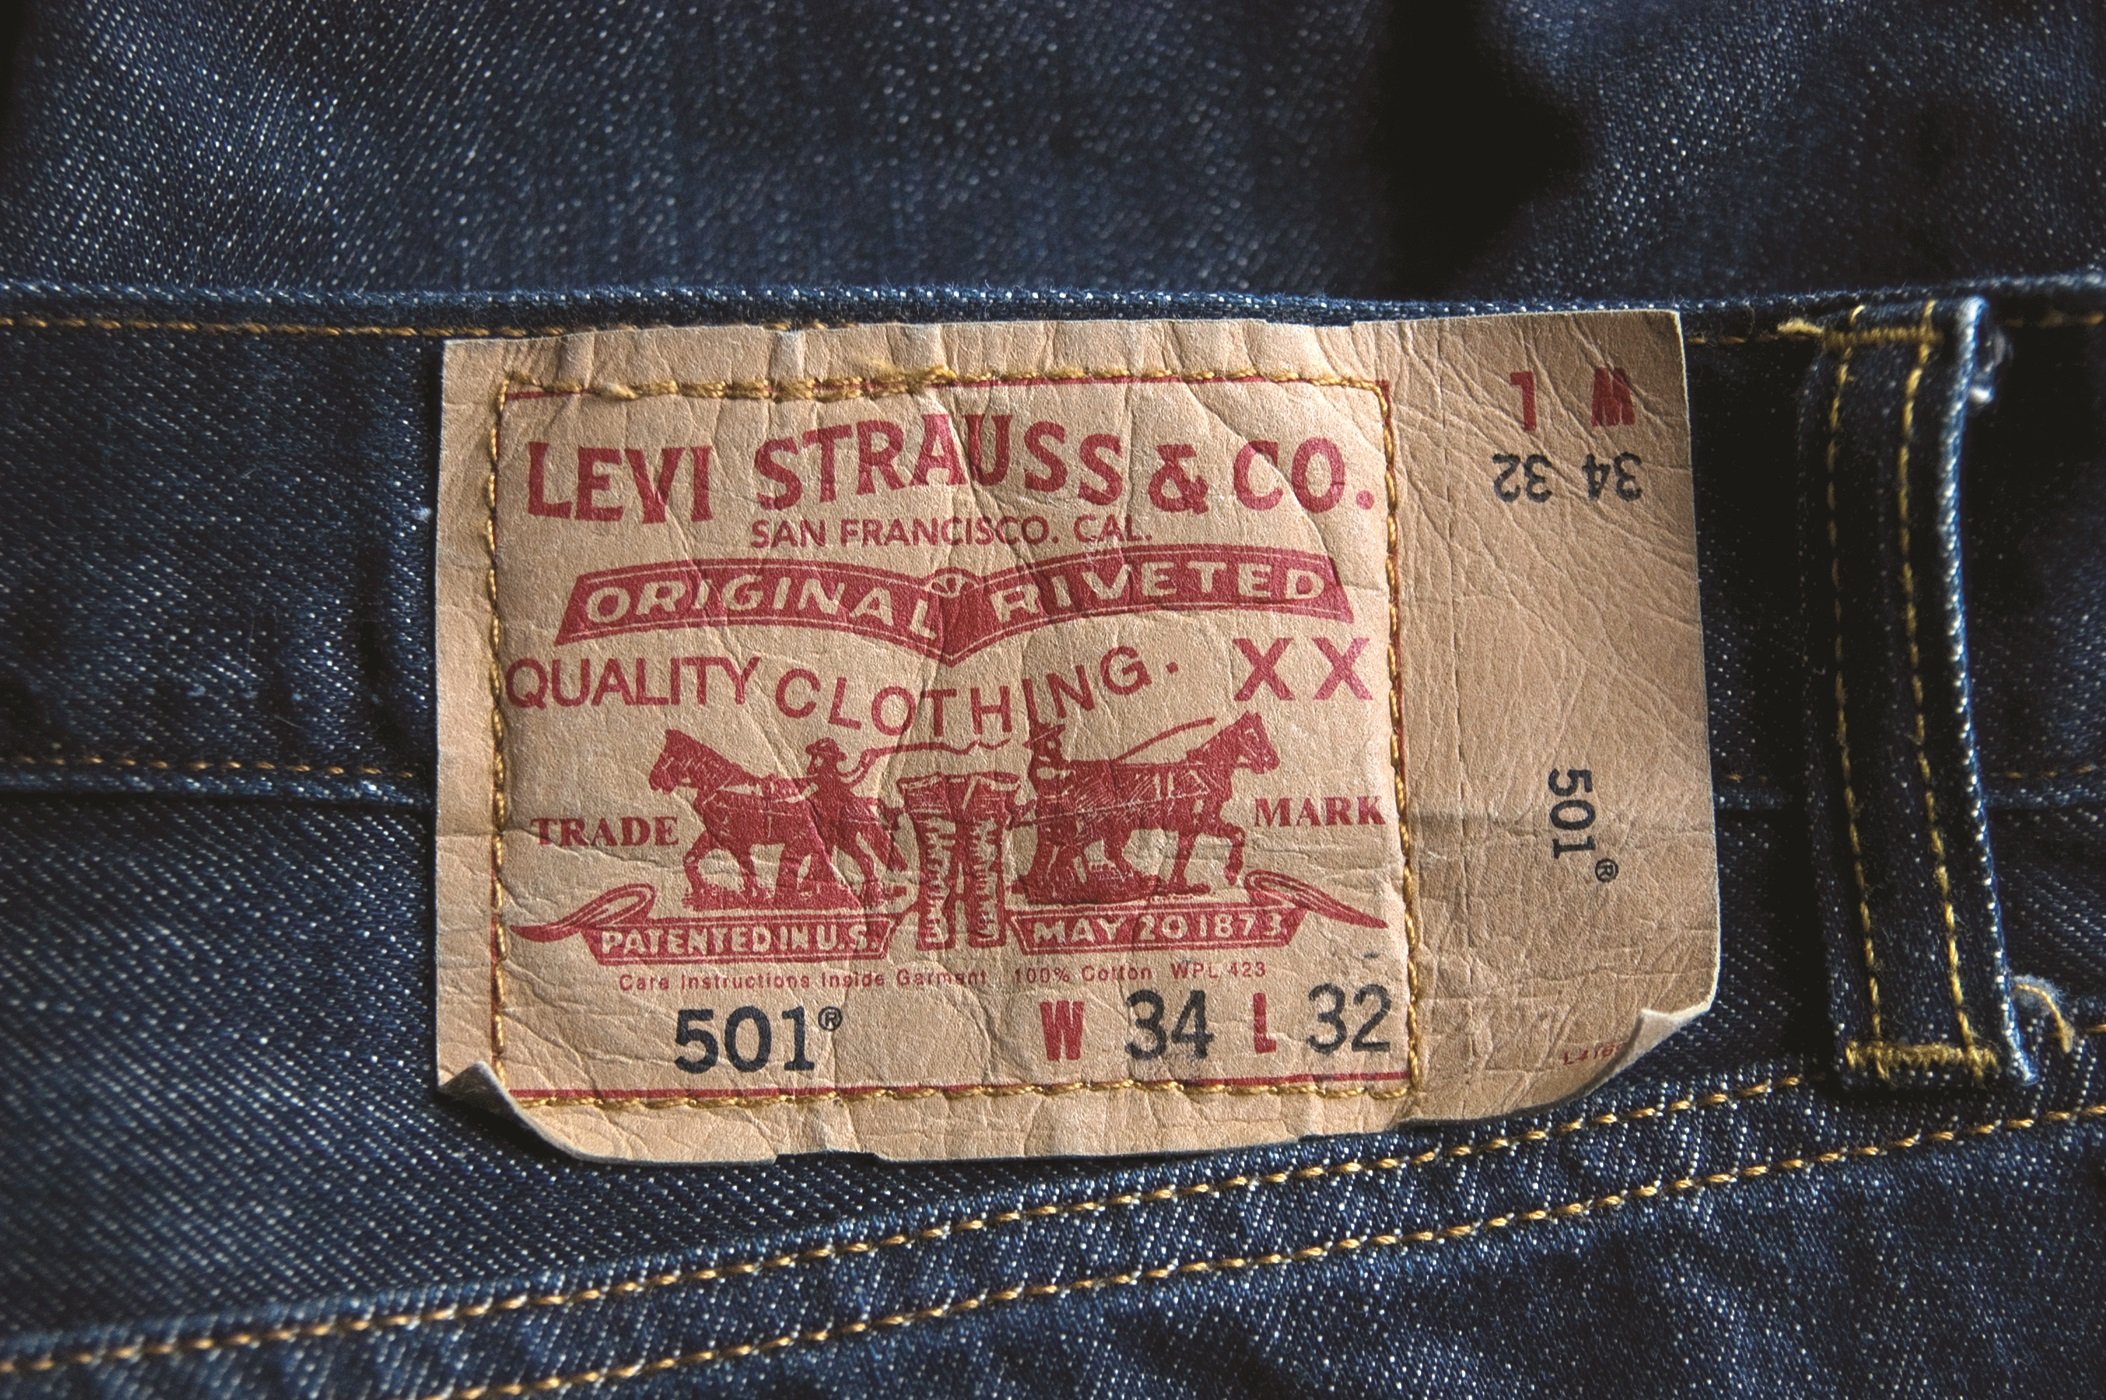 LEVI STRAUSS & CO.
SAN FRANCISCO. CAL.
ORIGINAL RIVETED
QUALITY CLOTHING. XX
TRADE MARK
PATENTED IN U.S. MAY 20 1873
Care Instructions Inside Garment 100% Cotton WPL 423
501® W 34 L 32
W L
34 32
501®